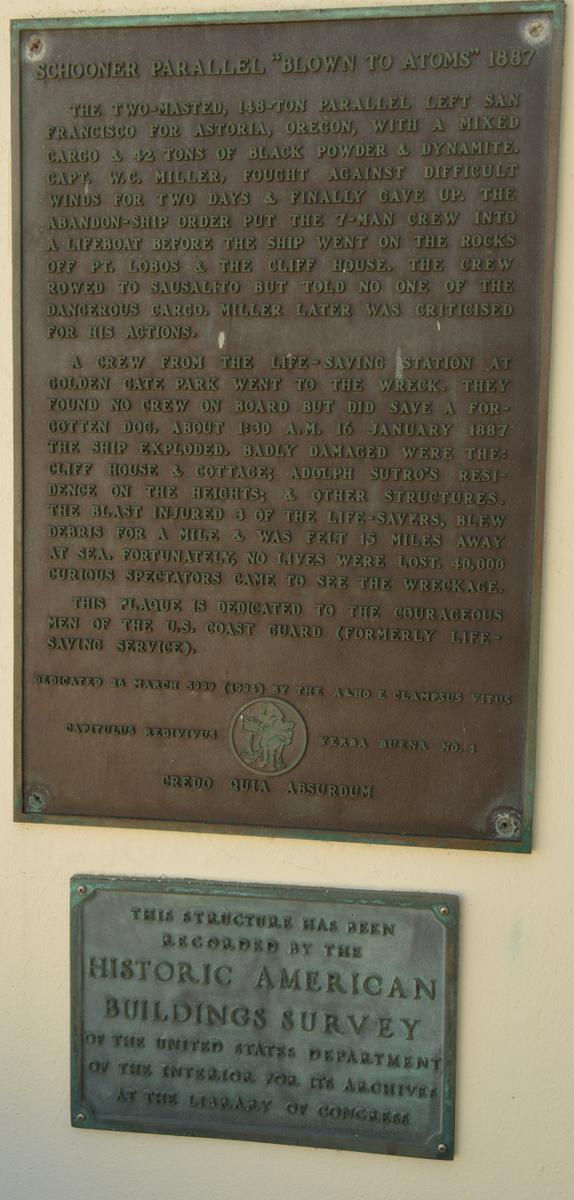 SCHOONER PARALLEL "BLOWN TO ATOMS" 1887
THE TWO-MASTED, 148-TON PARALLEL LEFT SAN
FRANCISCO FOR ASTORIA, OREGON, WITH A MIXED
CARGO & 42 TONS OF BLACK POWDER & DYNAMITE.
CAPT. W.C. MILLER, FOUGHT AGAINST DIFFICULT
WINDS FOR TWO DAYS & FINALLY GAVE UP. THE
ABANDON-SHIP ORDER PUT THE 7-MAN CREW INTO
A LIFEBOAT BEFORE THE SHIP WENT ON THE ROCKS
OFF PT. LOBOS & THE CLIFF HOUSE. THE CREW
ROWED TO SAUSALITO BUT TOLD NO ONE OF THE
DANGEROUS CARGO. MILLER LATER WAS CRITICISED
FOR HIS ACTIONS.
A CREW FROM THE LIFE-SAVING STATION AT
GOLDEN GATE PARK WENT TO THE WRECK. THEY
FOUND NO CREW ON BOARD BUT DID SAVE A FOR-
GOTTEN DOG. ABOUT 1:30 A.M. 16 JANUARY 1887
THE SHIP EXPLODED. BADLY DAMAGED WERE THE:
CLIFF HOUSE & COTTAGE; ADOLPH SUTRO'S RESI-
DENCE ON THE HEIGHTS; & OTHER STRUCTURES.
THE BLAST INJURED 3 OF THE LIFE-SAVERS, BLEW
DEBRIS FOR A MILE & WAS FELT 15 MILES AWAY
AT SEA. FORTUNATELY, NO LIVES WERE LOST. 40,000
CURIOUS SPECTATORS CAME TO SEE THE WRECKAGE.
THIS PLAQUE IS DEDICATED TO THE COURAGEOUS
MEN OF THE U.S. COAST GUARD (FORMERLY LIFE-
SAVING SERVICE).
DEDICATED 26 MARCH 5999 (1994) BY THE A&HO E CLAMPSUS VITUS
CAPITULUS REDIVIVUS YERBA BUENA NO. 1
CREDO QUIA ABSURDUM
THIS STRUCTURE HAS BEEN
RECORDED BY THE
HISTORIC AMERICAN
BUILDINGS SURVEY
OF THE UNITED STATES DEPARTMENT
OF THE INTERIOR FOR ITS ARCHIVES
AT THE LIBRARY OF CONGRESS